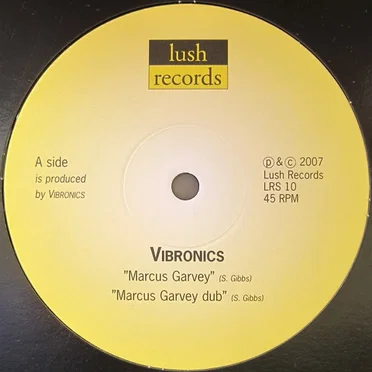 lush
records
A side
is produced
by VIBRONICS
℗ & © 2007
Lush Records
LRS 10
45 RPM
VIBRONICS
"Marcus Garvey" (S. Gibbs)
"Marcus Garvey dub" (S. Gibbs)